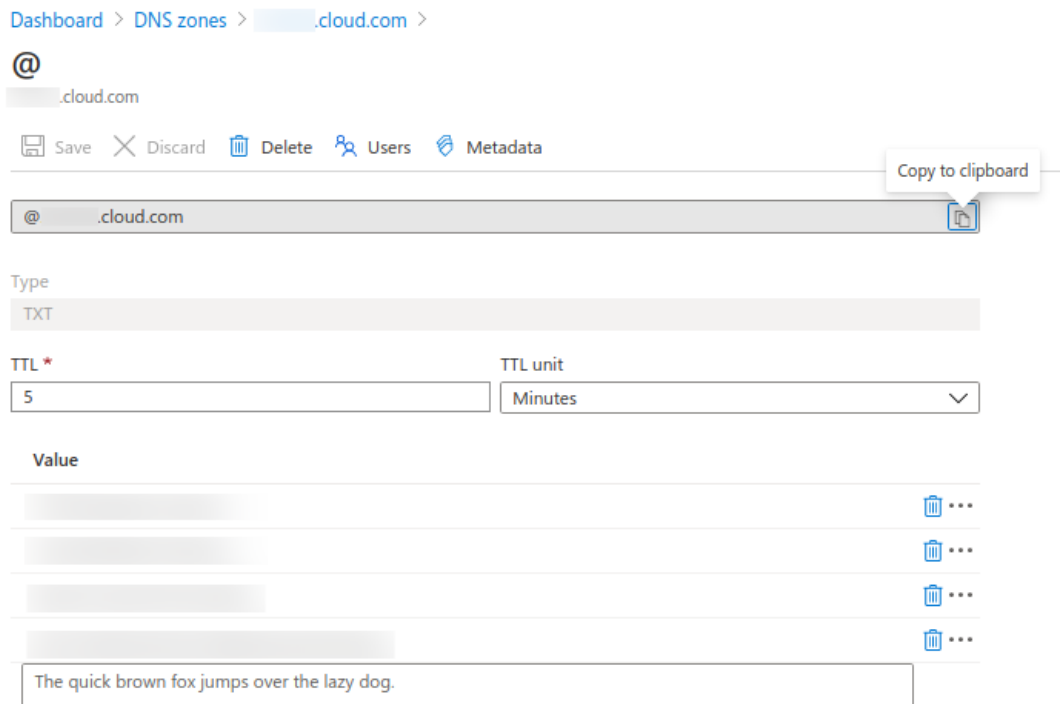 Dashboard > DNS zones > .cloud.com >
@
.cloud.com
Save Discard Delete Users Metadata
Copy to clipboard
@ .cloud.com
Type
TXT
TTL * TTL unit
5 Minutes
Value
The quick brown fox jumps over the lazy dog.